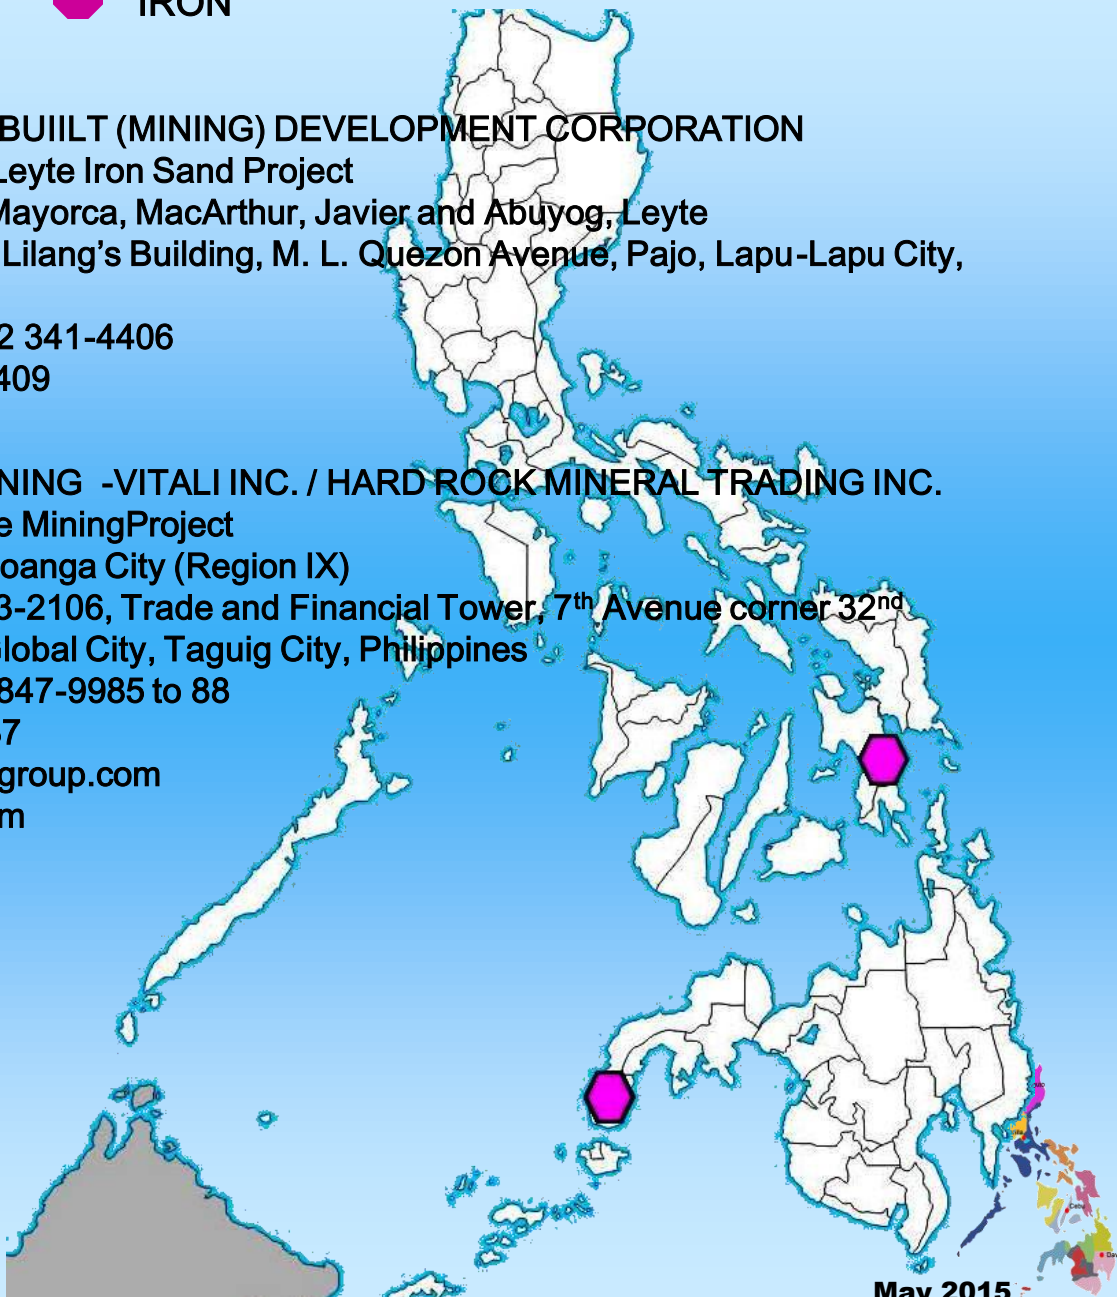 IRON
BUIILT (MINING) DEVELOPMENT CORPORATION
Leyte Iron Sand Project
Mayorca, MacArthur, Javier and Abuyog, Leyte
Lilang’s Building, M. L. Quezon Avenue, Pajo, Lapu-Lapu City,
2 341-4406
409
NING -VITALI INC. / HARD ROCK MINERAL TRADING INC.
e MiningProject
oanga City (Region IX)
3-2106, Trade and Financial Tower, 7th Avenue corner 32nd
Global City, Taguig City, Philippines
847-9985 to 88
7
group.com
m
May 2015